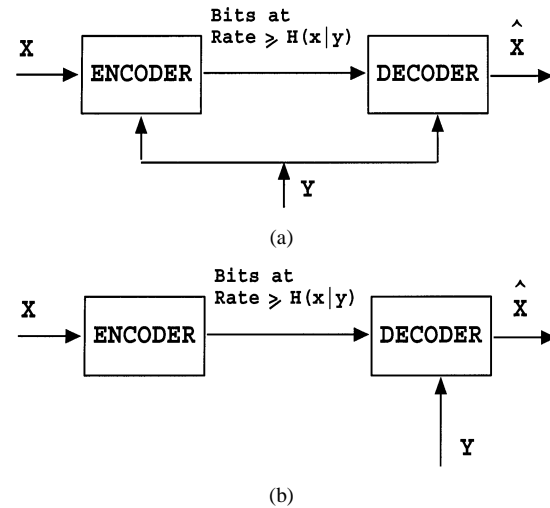 Bits at
Rate ⩾ H(x|y)
X
ENCODER
DECODER
^
X
Y
(a)
Bits at
Rate ⩾ H(x|y)
X
ENCODER
DECODER
^
X
Y
(b)